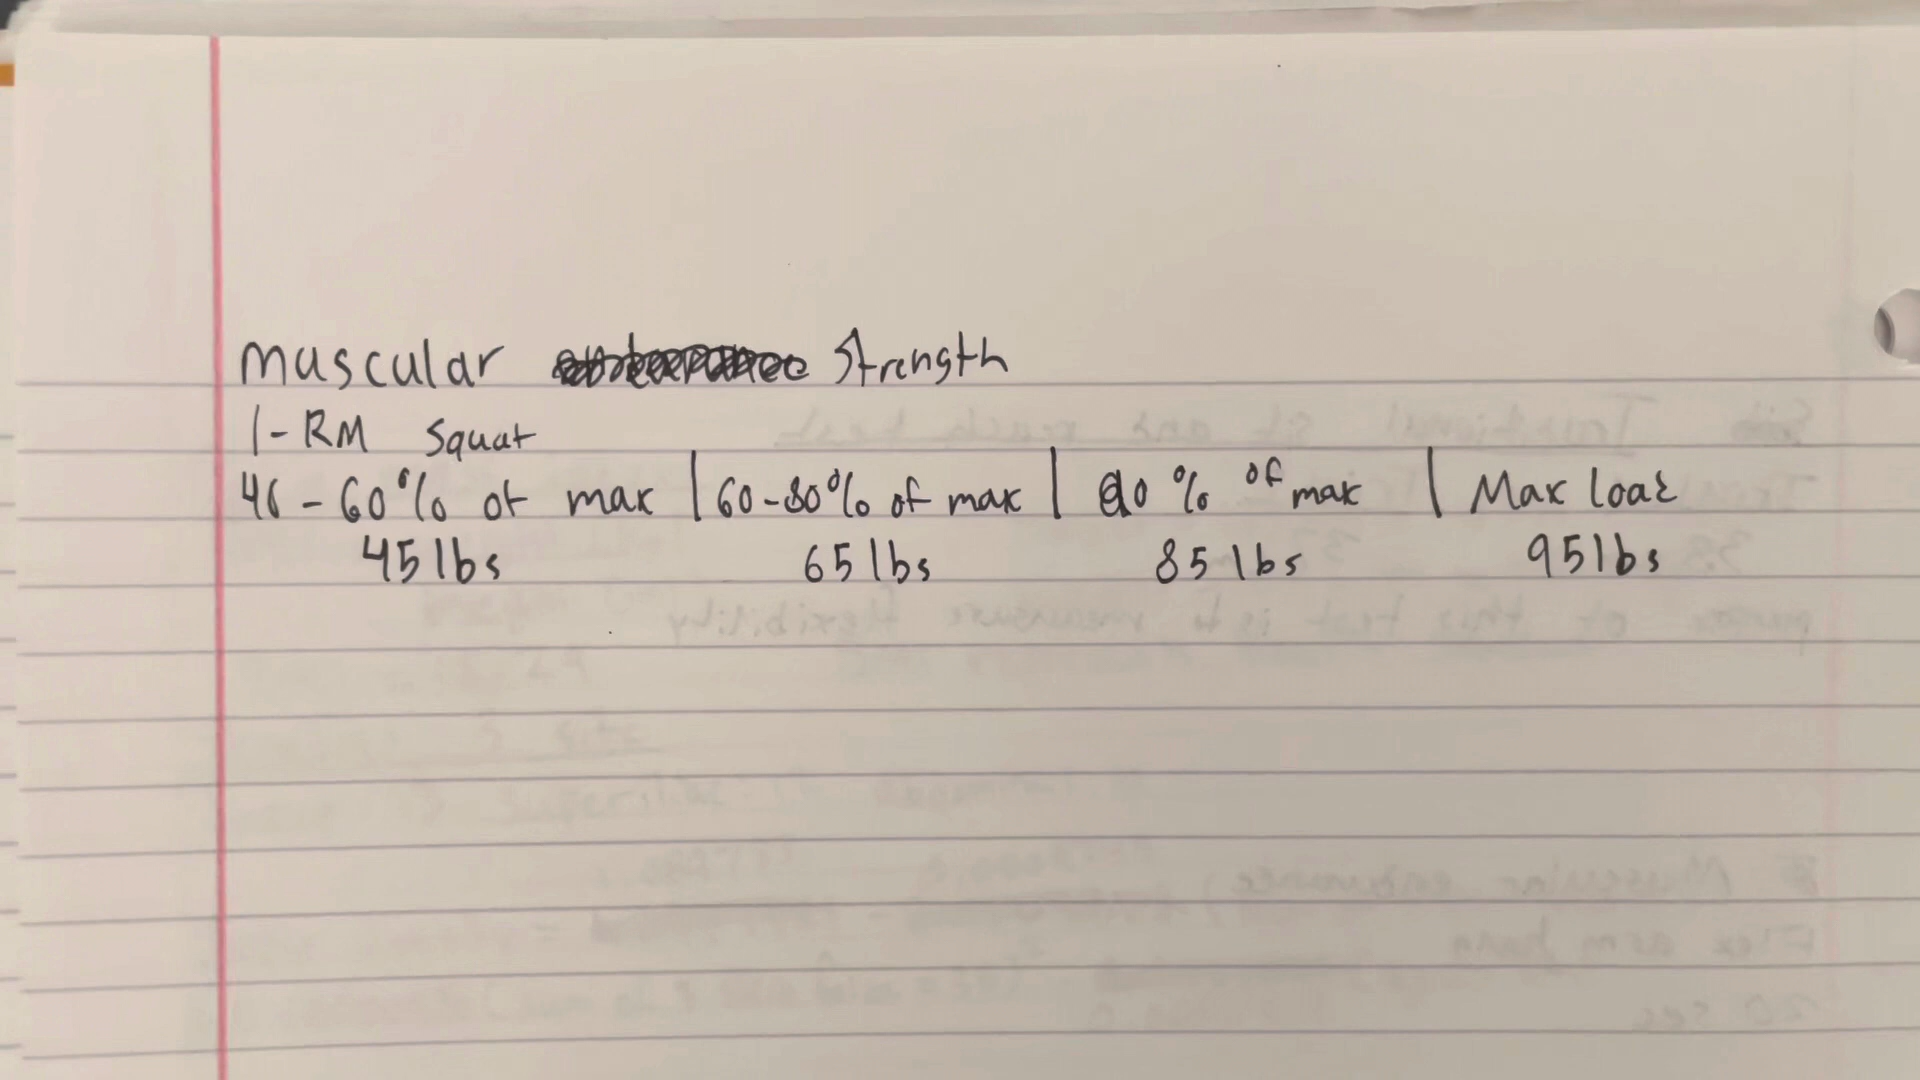 muscular Strength
1-RM Squat
46-60% of max | 60-80% of max | 90% of max | Max load
45lbs 65lbs 85lbs 95lbs